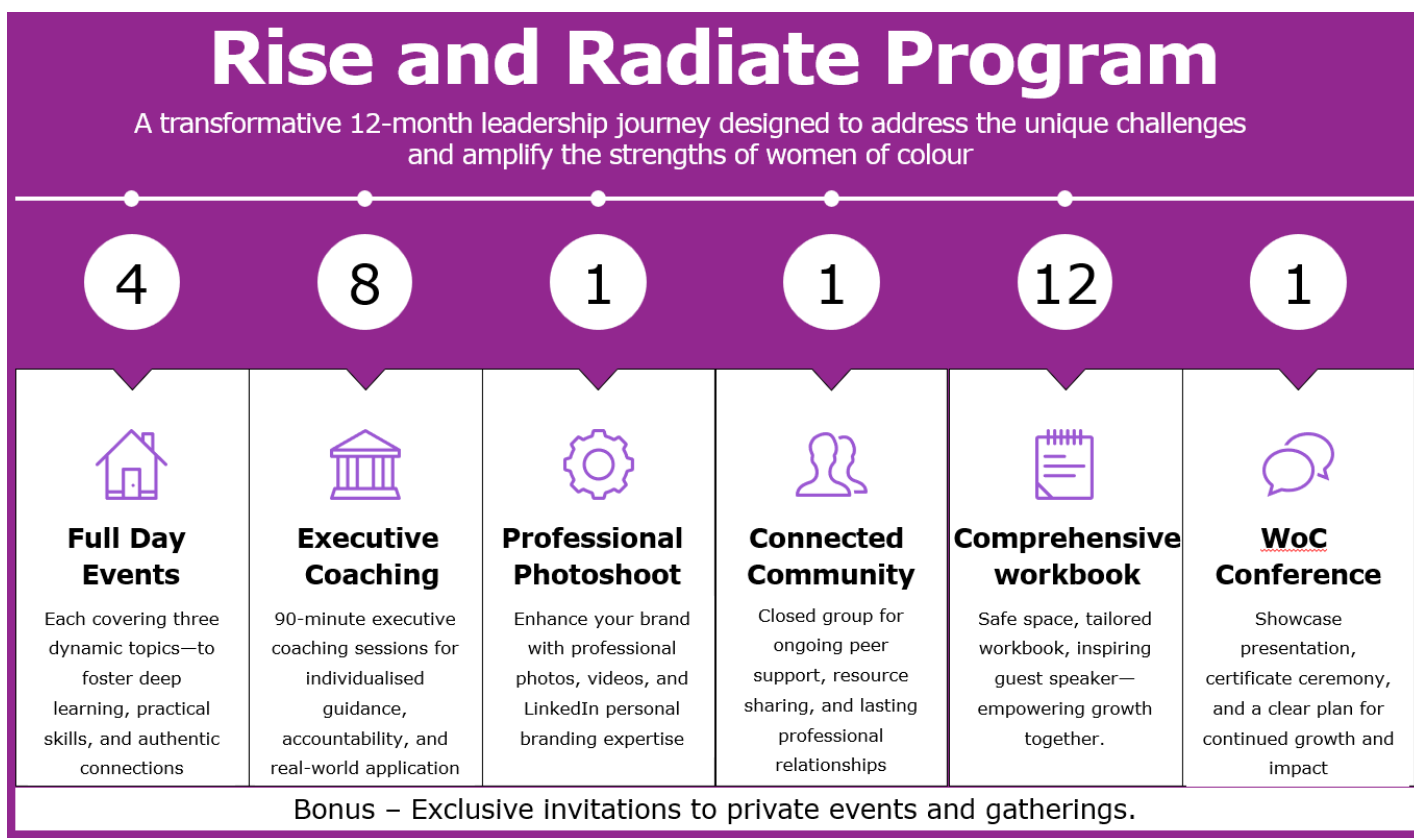 Rise and Radiate Program
A transformative 12-month leadership journey designed to address the unique challenges
and amplify the strengths of women of colour
4
8
1
1
12
1
Full Day
Events
Each covering three
dynamic topics—to
foster deep
learning, practical
skills, and authentic
connections
Executive
Coaching
90-minute executive
coaching sessions for
individualised
guidance,
accountability, and
real-world application
Professional
Photoshoot
Enhance your brand
with professional
photos, videos, and
LinkedIn personal
branding expertise
Connected
Community
Closed group for
ongoing peer
support, resource
sharing, and lasting
professional
relationships
Comprehensive
workbook
Safe space, tailored
workbook, inspiring
guest speaker—
empowering growth
together.
WoC
Conference
Showcase
presentation,
certificate ceremony,
and a clear plan for
continued growth and
impact
Bonus – Exclusive invitations to private events and gatherings.